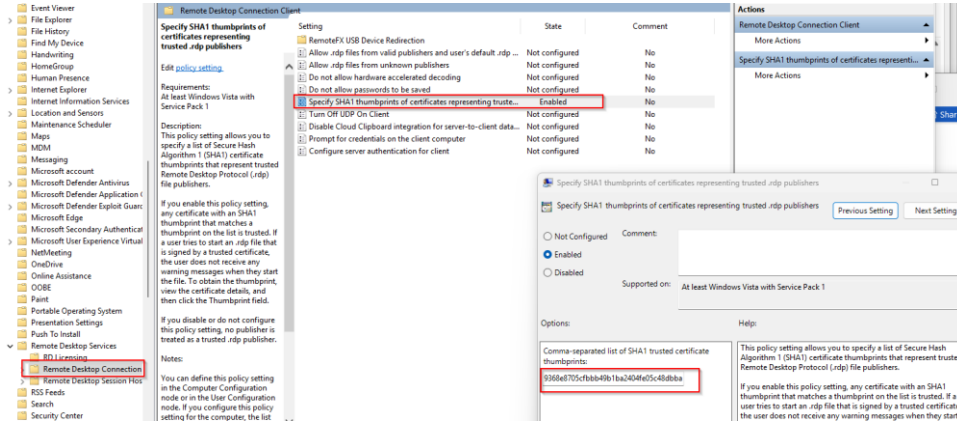 Event Viewer
File Explorer
File History
Find My Device
Handwriting
HomeGroup
Human Presence
Internet Explorer
Internet Information Services
Location and Sensors
Maintenance Scheduler
Maps
MDM
Messaging
Microsoft account
Microsoft Defender Antivirus
Microsoft Defender Application
Microsoft Defender Exploit Guard
Microsoft Edge
Microsoft Secondary Authenticat
Microsoft User Experience Virtual
NetMeeting
OneDrive
Online Assistance
OOBE
Paint
Portable Operating System
Presentation Settings
Push To Install
Remote Desktop Services
RD Licensing
Remote Desktop Connection
Remote Desktop Session Hos
RSS Feeds
Search
Security Center
Remote Desktop Connection Client
Specify SHA1 thumbprints of
certificates representing
trusted .rdp publishers
Edit policy setting
Requirements:
At least Windows Vista with
Service Pack 1
Description:
This policy setting allows you to
specify a list of Secure Hash
Algorithm 1 (SHA1) certificate
thumbprints that represent trusted
Remote Desktop Protocol (.rdp)
file publishers.
If you enable this policy setting,
any certificate with an SHA1
thumbprint that matches a
thumbprint on the list is trusted. If
a user tries to start an .rdp file that
is signed by a trusted certificate,
the user does not receive any
warning messages when they start
the file. To obtain the thumbprint,
view the certificate details, and
then click the Thumbprint field.
If you disable or do not configure
this policy setting, no publisher is
treated as a trusted .rdp publisher.
Notes:
You can define this policy setting
in the Computer Configuration
node or in the User Configuration
node. If you configure this policy
setting for the computer, the list
Setting State Comment
RemoteFX USB Device Redirection
Allow .rdp files from valid publishers and user's default .rdp ... Not configured No
Allow .rdp files from unknown publishers Not configured No
Do not allow hardware accelerated decoding Not configured No
Do not allow passwords to be saved Not configured No
Specify SHA1 thumbprints of certificates representing truste... Enabled No
Turn Off UDP On Client Not configured No
Disable Cloud Clipboard integration for server-to-client data... Not configured No
Prompt for credentials on the client computer Not configured No
Configure server authentication for client Not configured No
Actions
Remote Desktop Connection Client
More Actions
Specify SHA1 thumbprints of certificates representi...
More Actions
Shar
Specify SHA1 thumbprints of certificates representing trusted .rdp publishers
Specify SHA1 thumbprints of certificates representing trusted .rdp publishers
Previous Setting
Next Setting
Not Configured
Comment:
Enabled
Disabled
Supported on:
At least Windows Vista with Service Pack 1
Options:
Help:
Comma-separated list of SHA1 trusted certificate
thumbprints:
9368e8705cfbbb49b1ba2404fe05c48dbba
This policy setting allows you to specify a list of Secure Hash
Algorithm 1 (SHA1) certificate thumbprints that represent truste
Remote Desktop Protocol (.rdp) file publishers.
If you enable this policy setting, any certificate with an SHA1
thumbprint that matches a thumbprint on the list is trusted. If a
user tries to start an .rdp file that is signed by a trusted certificate
the user does not receive any warning messages when they start